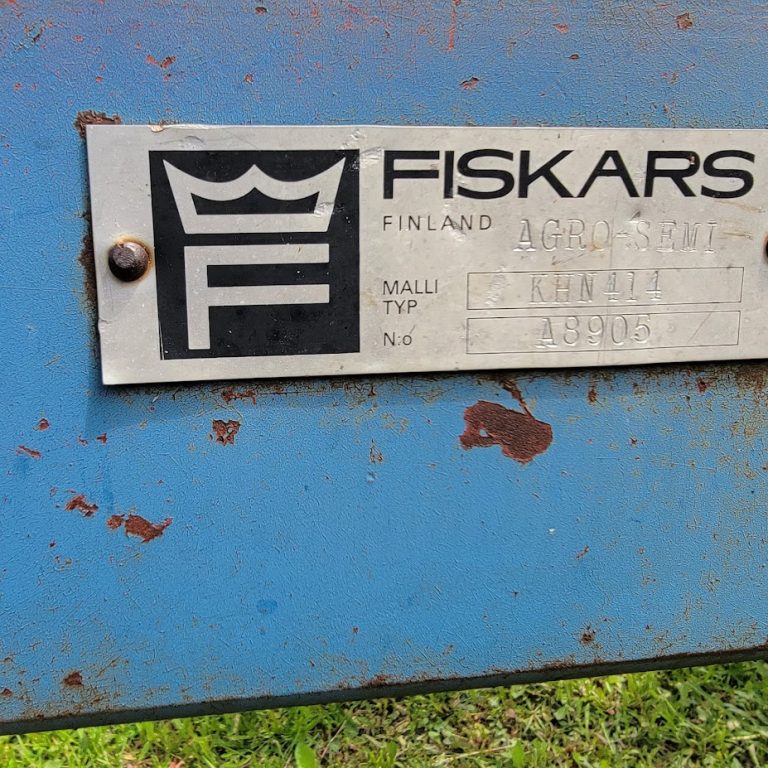 FISKARS
FINLAND AGRO-SEMI
MALLI
TYP KHN414
N:o A8905
F